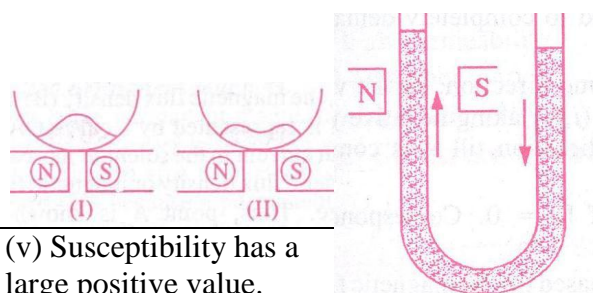 N S
N S N S
(I) (II)
(v) Susceptibility has a
large positive value.